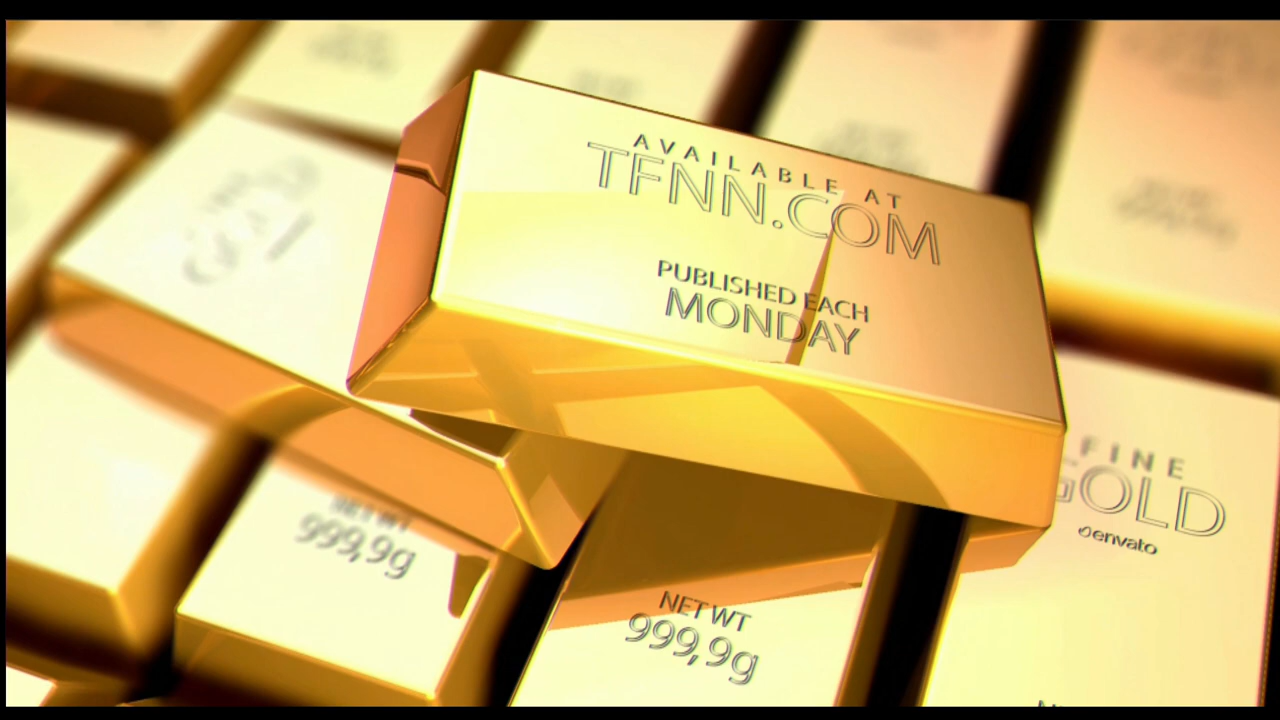 AVAILABLE AT
TFNN.COM
PUBLISHED EACH
MONDAY
FINE
GOLD
envato
NET WT
999,9g
NET WT
999,9g